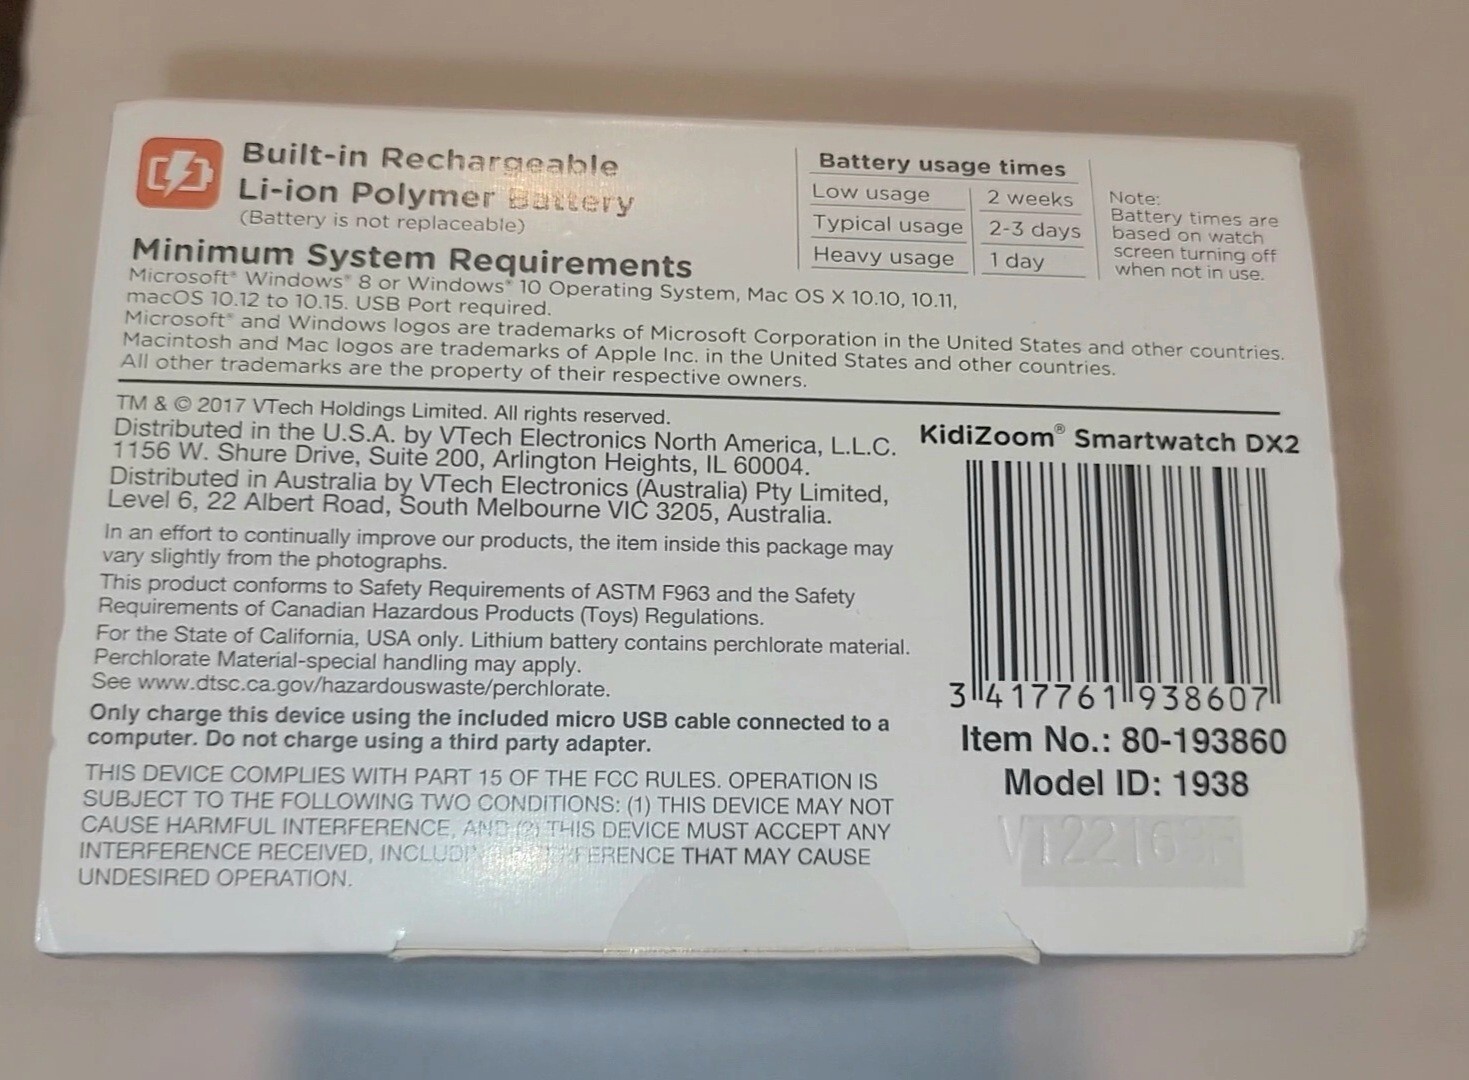 Built-in Rechargeable
Li-ion Polymer Battery
(Battery is not replaceable)
Battery usage times
Low usage 2 weeks
Typical usage 2-3 days
Heavy usage 1 day
Note:
Battery times are
based on watch
screen turning off
when not in use.
Minimum System Requirements
Microsoft® Windows® 8 or Windows® 10 Operating System, Mac OS X 10.10, 10.11,
macOS 10.12 to 10.15. USB Port required.
Microsoft® and Windows logos are trademarks of Microsoft Corporation in the United States and other countries.
Macintosh and Mac logos are trademarks of Apple Inc. in the United States and other countries.
All other trademarks are the property of their respective owners.
TM & © 2017 VTech Holdings Limited. All rights reserved.
Distributed in the U.S.A. by VTech Electronics North America, L.L.C.
1156 W. Shure Drive, Suite 200, Arlington Heights, IL 60004.
Distributed in Australia by VTech Electronics (Australia) Pty Limited,
Level 6, 22 Albert Road, South Melbourne VIC 3205, Australia.
In an effort to continually improve our products, the item inside this package may
vary slightly from the photographs.
This product conforms to Safety Requirements of ASTM F963 and the Safety
Requirements of Canadian Hazardous Products (Toys) Regulations.
For the State of California, USA only. Lithium battery contains perchlorate material.
Perchlorate Material-special handling may apply.
See www.dtsc.ca.gov/hazardouswaste/perchlorate.
Only charge this device using the included micro USB cable connected to a
computer. Do not charge using a third party adapter.
THIS DEVICE COMPLIES WITH PART 15 OF THE FCC RULES. OPERATION IS
SUBJECT TO THE FOLLOWING TWO CONDITIONS: (1) THIS DEVICE MAY NOT
CAUSE HARMFUL INTERFERENCE, AND (2) THIS DEVICE MUST ACCEPT ANY
INTERFERENCE RECEIVED, INCLUDING INTERFERENCE THAT MAY CAUSE
UNDESIRED OPERATION.
KidiZoom® Smartwatch DX2
3 417761 938607
Item No.: 80-193860
Model ID: 1938